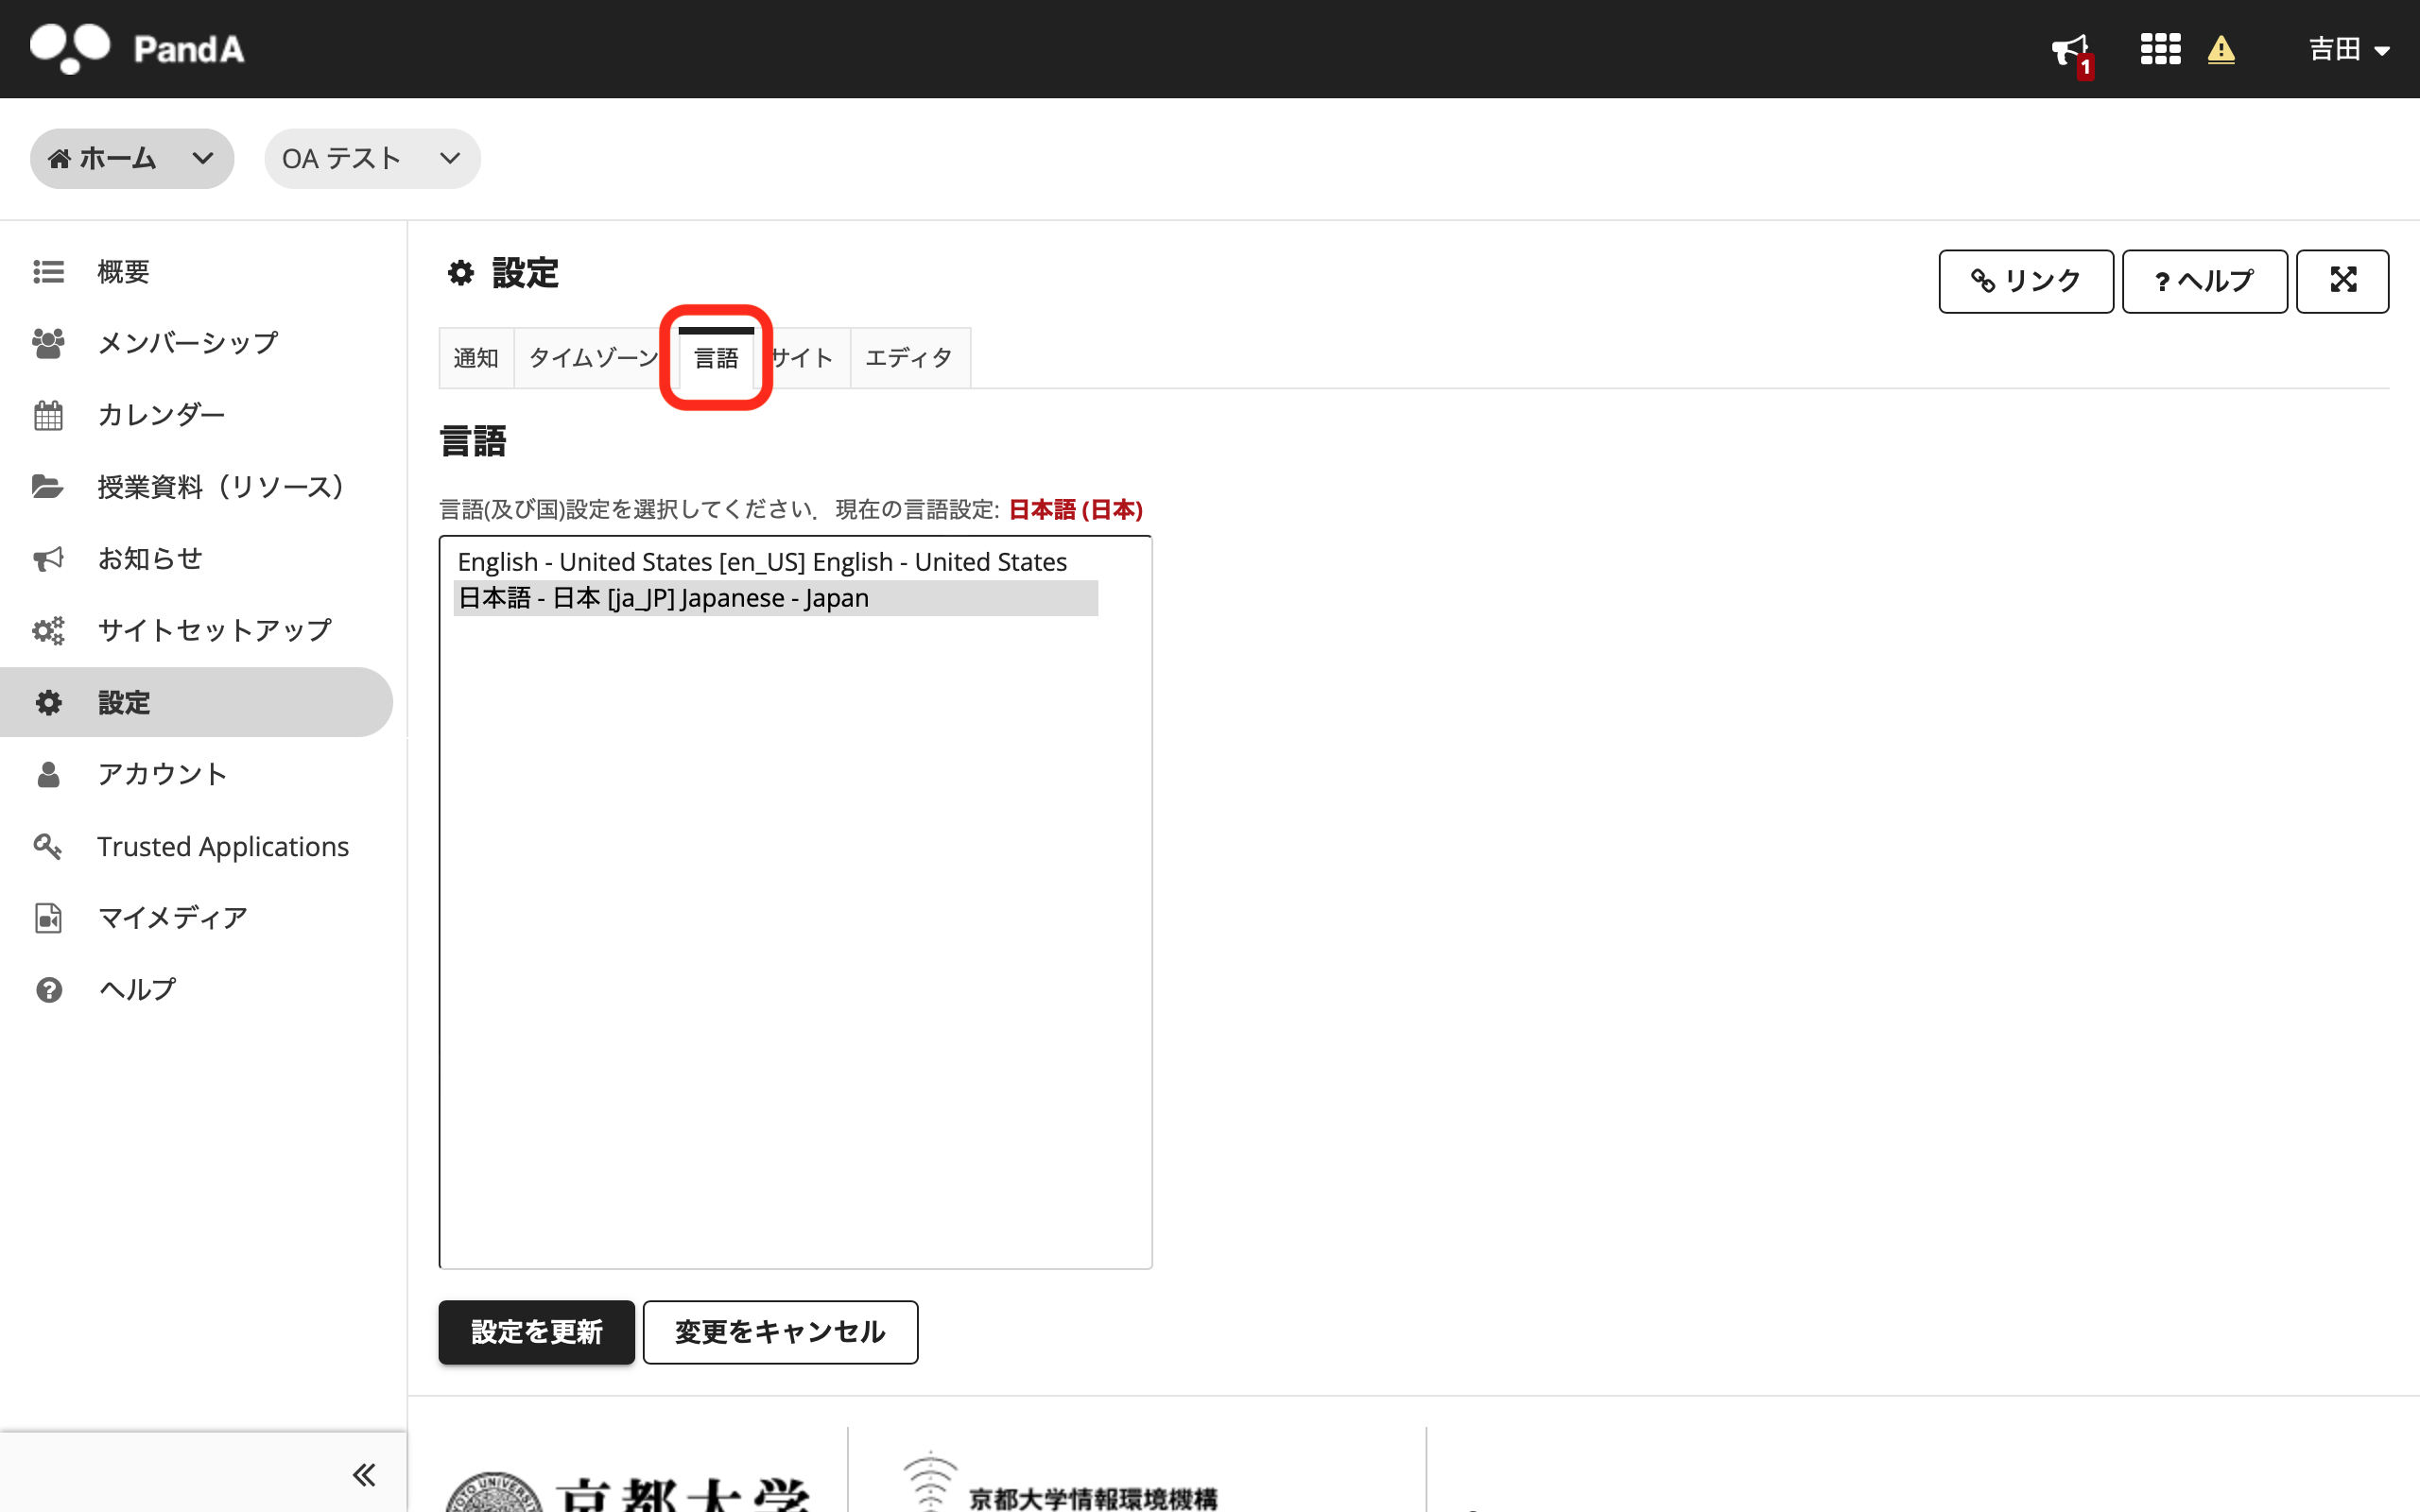 PandA
1
吉田
ホーム
OA テスト
概要
メンバーシップ
カレンダー
授業資料（リソース）
お知らせ
サイトセットアップ
設定
アカウント
Trusted Applications
マイメディア
ヘルプ
設定
リンク
? ヘルプ
通知
タイムゾーン
言語
サイト
エディタ
言語
言語(及び国)設定を選択してください． 現在の言語設定: 日本語 (日本)
English - United States [en_US] English - United States
日本語 - 日本 [ja_JP] Japanese - Japan
設定を更新
変更をキャンセル
京都大学
京都大学情報環境機構